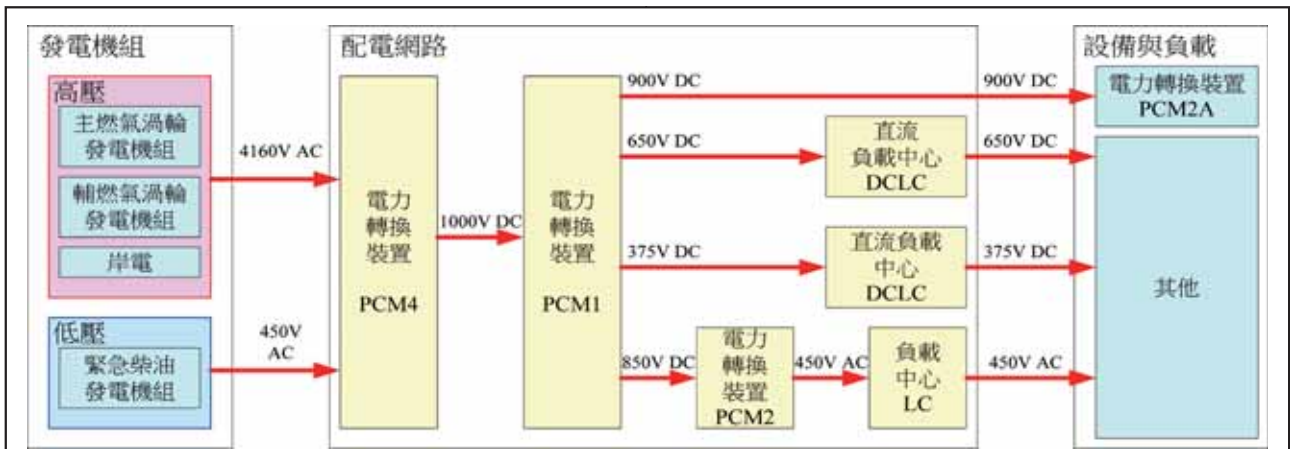 發電機組
高壓
主燃氣渦輪
發電機組
輔燃氣渦輪
發電機組
岸電
低壓
緊急柴油
發電機組
4160V AC
450V
AC
配電網路
電力
轉換
裝置
PCM4
1000V DC
電力
轉換
裝置
PCM1
900V DC
650V DC
375V DC
850V DC
直流
負載中心
DCLC
直流負載
中心
DCLC
電力
轉換
裝置
PCM2
450V AC
負載
中心
LC
900V DC
650V DC
375V DC
450V AC
設備與負載
電力轉換裝置
PCM2A
其他